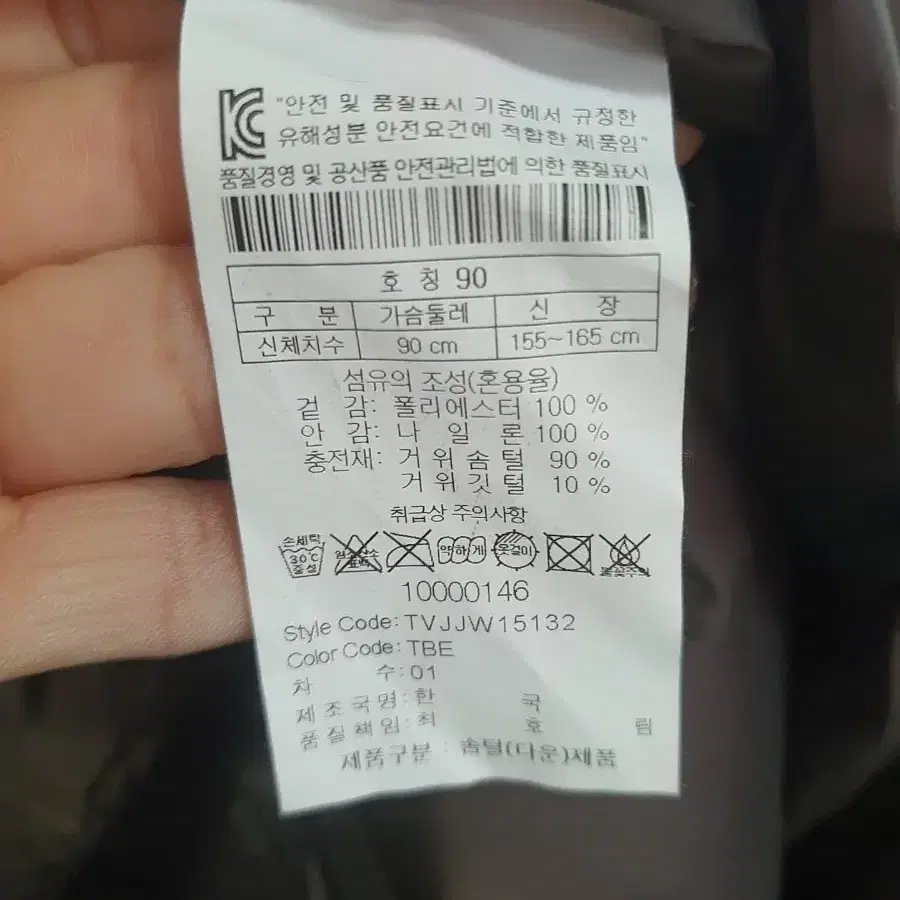 "안전 및 품질표시 기준에서 규정한
유해성분 안전요건에 적합한 제품임"
품질경영 및 공산품 안전관리법에 의한 품질표시
호 칭 90
구 분 가슴둘레 신 장
신체치수 90 cm 155~165 cm
섬유의 조성(혼용율)
겉 감: 폴리에스터 100 %
안 감: 나 일 론 100 %
충전재: 거 위 솜 털 90 %
거 위 깃 털 10 %
취급상 주의사항
손세탁 30℃ 중성 약하게 옷걸이
10000146
Style Code: TVJJW15132
Color Code: TBE
차 수: 01
제 조 국 명: 한 국
품 질 책 임: 최 호 림
제품구분 : 솜털(다운)제품